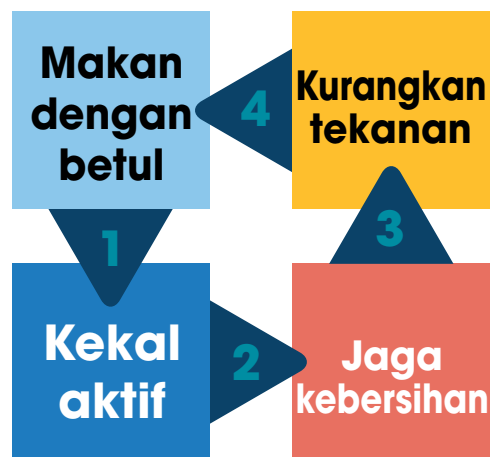 Makan
dengan
betul
1
Kekal
aktif
2
Jaga
kebersihan
3
Kurangkan
tekanan
4